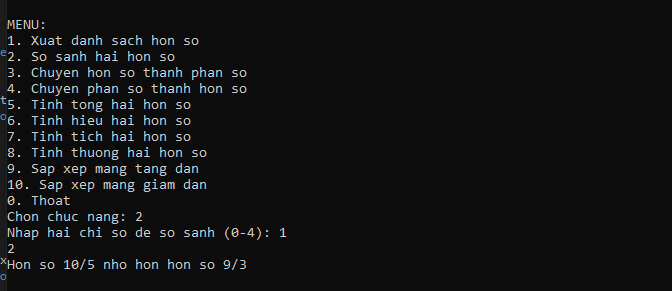 MENU:
1. Xuat danh sach hon so
2. So sanh hai hon so
3. Chuyen hon so thanh phan so
4. Chuyen phan so thanh hon so
5. Tinh tong hai hon so
6. Tinh hieu hai hon so
7. Tinh tich hai hon so
8. Tinh thuong hai hon so
9. Sap xep mang tang dan
10. Sap xep mang giam dan
0. Thoat
Chon chuc nang: 2
Nhap hai chi so de so sanh (0-4): 1
2
Hon so 10/5 nho hon hon so 9/3